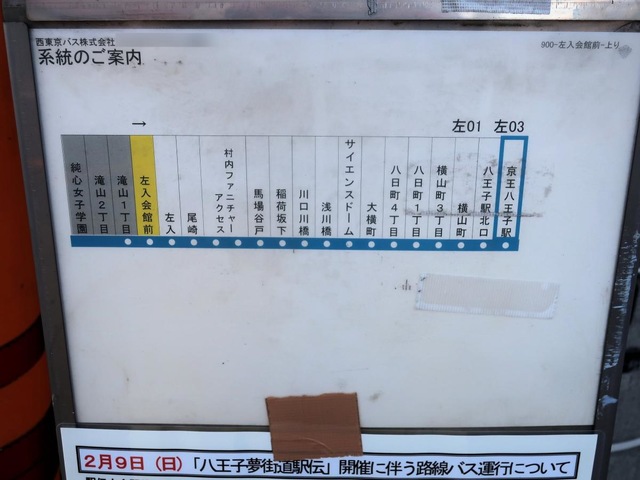 西東京バス株式会社
系統のご案内
900-左入会館前-上り
→
左01 左03
純心女子学園
滝山2丁目
滝山1丁目
左入会館前
左入
尾崎
村内ファニチャーアクセス
馬場谷戸
稲荷坂下
川口川橋
浅川橋
サイエンスドーム
大横町
八日町4丁目
八日町1丁目
横山町3丁目
横山町
八王子駅北口
京王八王子駅
2月9日(日)「八王子夢街道駅伝」開催に伴う路線バス運行について